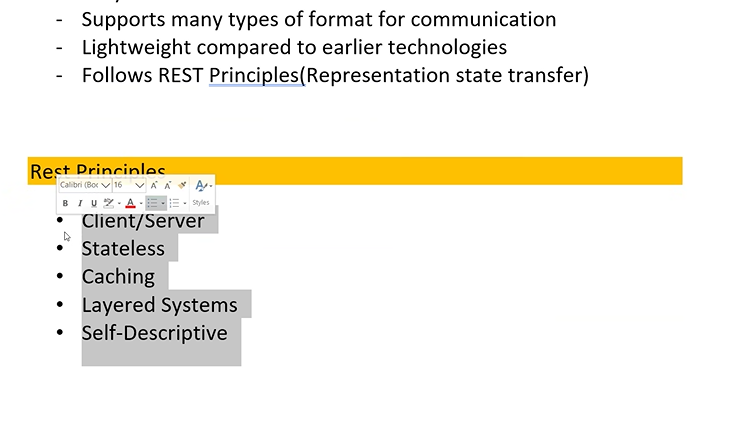 - Supports many types of format for communication
- Lightweight compared to earlier technologies
- Follows REST Principles(Representation state transfer)
Rest Principles
Calibri (Boc 16 A A A
B I U A Styles
• Client/Server
• Stateless
• Caching
• Layered Systems
• Self-Descriptive